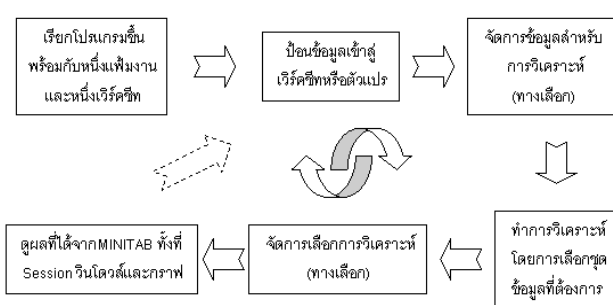 เรียกโปรแกรมขึ้น
พร้อมกับหนึ่งแฟ้มงาน
และหนึ่งเวิร์คชีท
ป้อนข้อมูลเข้าสู่
เวิร์คชีทหรือตัวแปร
จัดการข้อมูลสำหรับ
การวิเคราะห์
(ทางเลือก)
ทำการวิเคราะห์
โดยการเลือกชุด
ข้อมูลที่ต้องการ
จัดการเลือกการวิเคราะห์
(ทางเลือก)
ดูผลที่ได้จากMINITAB ทั้งที่
Session วินโดวส์และกราฟ